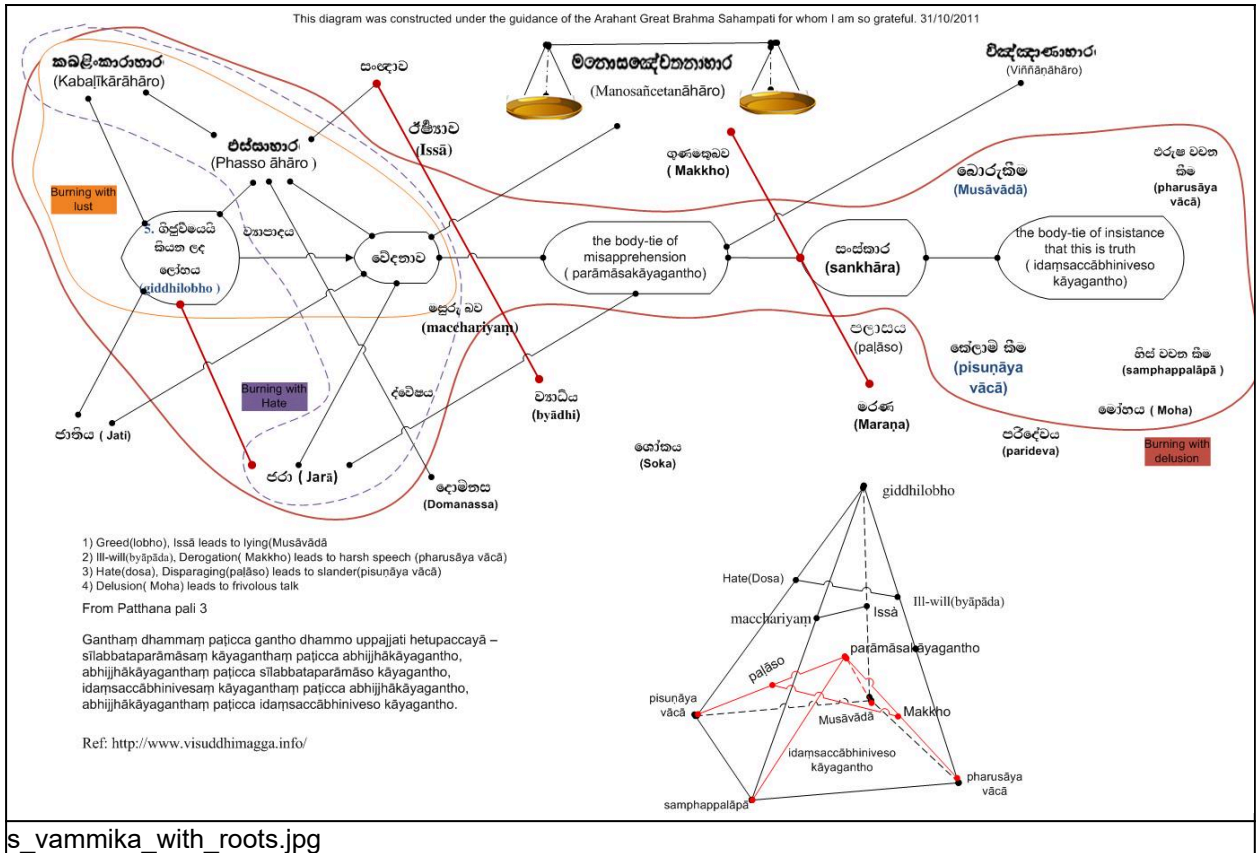 This diagram was constructed under the guidance of the Arahant Great Brahma Sahampati for whom I am so grateful. 31/10/2011
කබළිංකාරාහාර
(Kabaḷīkārāhāro)
සංඥාව
මනොසඤ්චෙතනාහාර
(Manosañcetanāhāro)
විඤ්ඤාණාහාර
(Viññāṇāhāro)
ඵස්සාහාර
(Phasso āhāro )
ඊර්ෂ්‍යාව
(Issā)
ගුණමකුබව
( Makkho)
බොරුකීම
(Musāvādā)
ඵරුෂ වචන
කීම
(pharusāya
vācā)
Burning with
lust
5. ගිජුවීමයයි
කියන ලද
ලෝභය
(giddhilobho )
ව්‍යාපාදය
වේදනාව
the body-tie of
misapprehension
( parāmāsakāyagantho)
සංස්කාර
(sankhāra)
the body-tie of insistance
that this is truth
( idaṃsaccābhiniveso
kāyagantho)
මසුරු බව
(macchariyaṃ)
පලාසය
(paḷāso)
කේලාම් කීම
(pisuṇāya
vācā)
හිස් වචන කීම
(samphappalāpā )
Burning with
Hate
ද්වේෂය
ව්‍යාධිය
(byādhi)
මරණ
(Maraṇa)
මෝහය ( Moha)
ජාතිය ( Jati)
ජරා ( Jarā)
දොම්නස
(Domanassa)
ශෝකය
(Soka)
පරිදේවය
(parideva)
Burning with
delusion
1) Greed(lobho), Issā leads to lying(Musāvādā
2) Ill-will(byāpāda), Derogation( Makkho) leads to harsh speech (pharusāya vācā)
3) Hate(dosa), Disparaging(paḷāso) leads to slander(pisuṇāya vācā)
4) Delusion( Moha) leads to frivolous talk
From Patthana pali 3
Ganthaṃ dhammaṃ paṭicca gantho dhammo uppajjati hetupaccayā –
sīlabbataparāmāsaṃ kāyaganthaṃ paṭicca abhijjhākāyagantho,
abhijjhākāyaganthaṃ paṭicca sīlabbataparāmāso kāyagantho,
idaṃsaccābhinivesaṃ kāyaganthaṃ paṭicca abhijjhākāyagantho,
abhijjhākāyaganthaṃ paṭicca idaṃsaccābhiniveso kāyagantho.
Ref: http://www.visuddhimagga.info/
giddhilobho
Hate(Dosa)
Ill-will(byāpāda)
macchariyaṃ
Issā
parāmāsakāyagantho
paḷāso
pisuṇāya
vācā
Musāvādā
Makkho
idaṃsaccābhiniveso
kāyagantho
pharusāya
vācā
samphappalāpā
s_vammika_with_roots.jpg